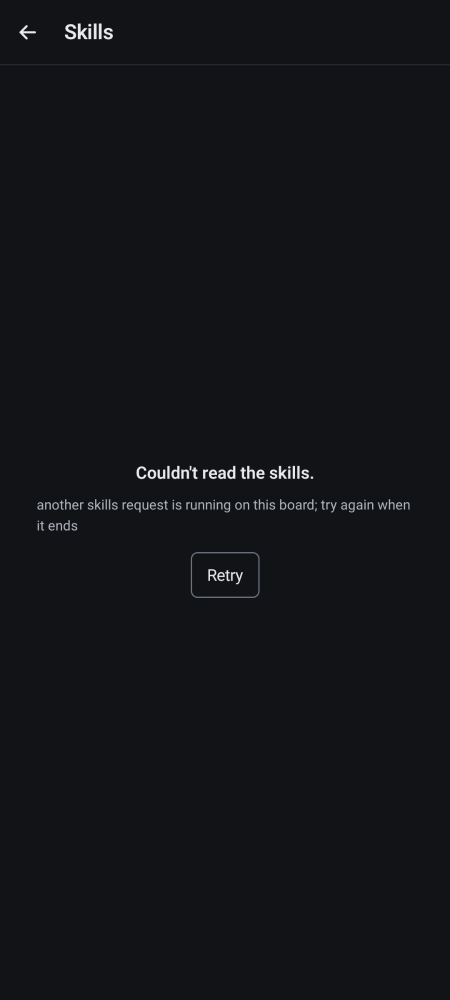 Skills
Couldn't read the skills.
another skills request is running on this board; try again when
it ends
Retry